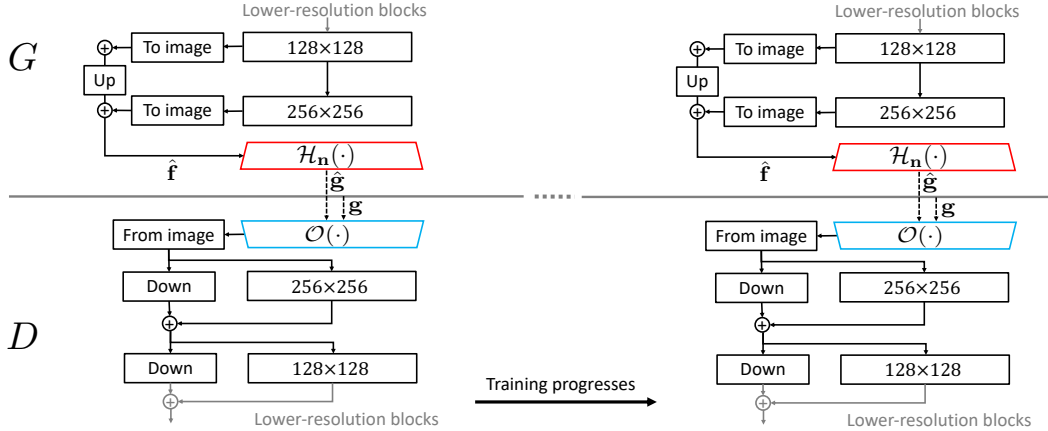 Lower-resolution blocks
G
To image
128×128
Up
To image
256×256
f̂
ℋₙ(·)
ĝ
g
From image
𝒪(·)
Down
256×256
D
Down
128×128
Lower-resolution blocks
Training progresses
Lower-resolution blocks
To image
128×128
Up
To image
256×256
f̂
ℋₙ(·)
ĝ
g
From image
𝒪(·)
Down
256×256
Down
128×128
Lower-resolution blocks